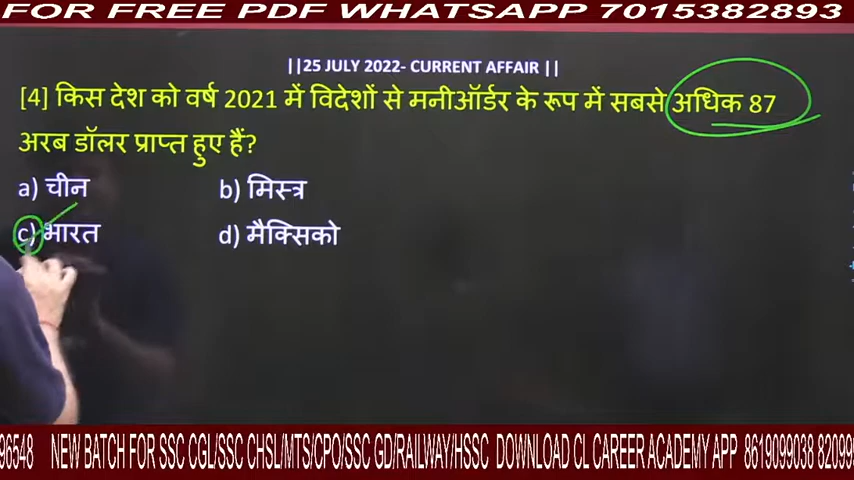 FOR FREE PDF WHATSAPP 7015382893
||25 JULY 2022- CURRENT AFFAIR ||
[4] किस देश को वर्ष 2021 में विदेशों से मनीऑर्डर के रूप में सबसे अधिक 87
अरब डॉलर प्राप्त हुए हैं?
a) चीन b) मिस्त्र
c) भारत d) मैक्सिको
96548 NEW BATCH FOR SSC CGL/SSC CHSL/MTS/CPO/SSC GD/RAILWAY/HSSC DOWNLOAD CL CAREER ACADEMY APP 8619099038 82099